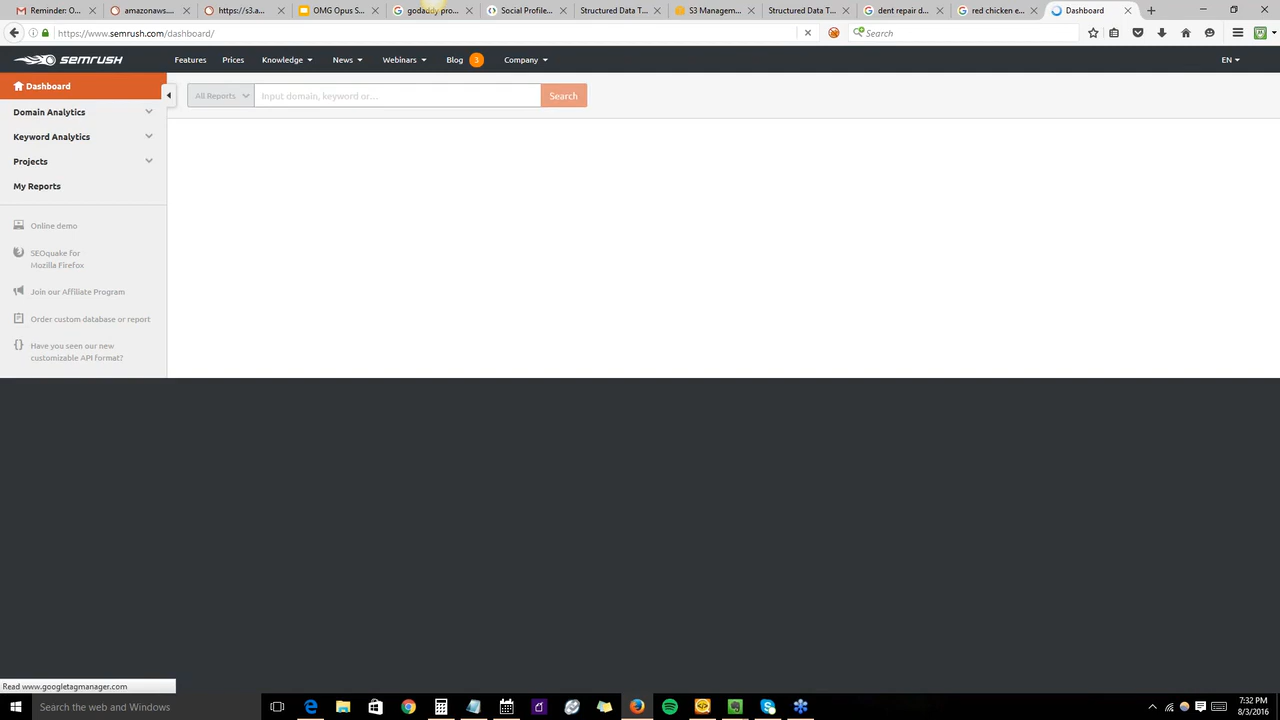 Reminder: O...
amazonaws....
https://s3.a...
OMG Opus S...
godaddy pro...
Social Profile...
Structured Data T...
S3 Managem...
Structured Data T...
dent repair d...
red chicken e...
Dashboard
https://www.semrush.com/dashboard/
Search
SEMRUSH
Features
Prices
Knowledge
News
Webinars
Blog
3
Company
EN
Dashboard
All Reports
Input domain, keyword or...
Search
Domain Analytics
Keyword Analytics
Projects
My Reports
Online demo
SEOquake for
Mozilla Firefox
Join our Affiliate Program
Order custom database or report
Have you seen our new
customizable API format?
Read www.googletagmanager.com
Search the web and Windows
7:32 PM
8/3/2016